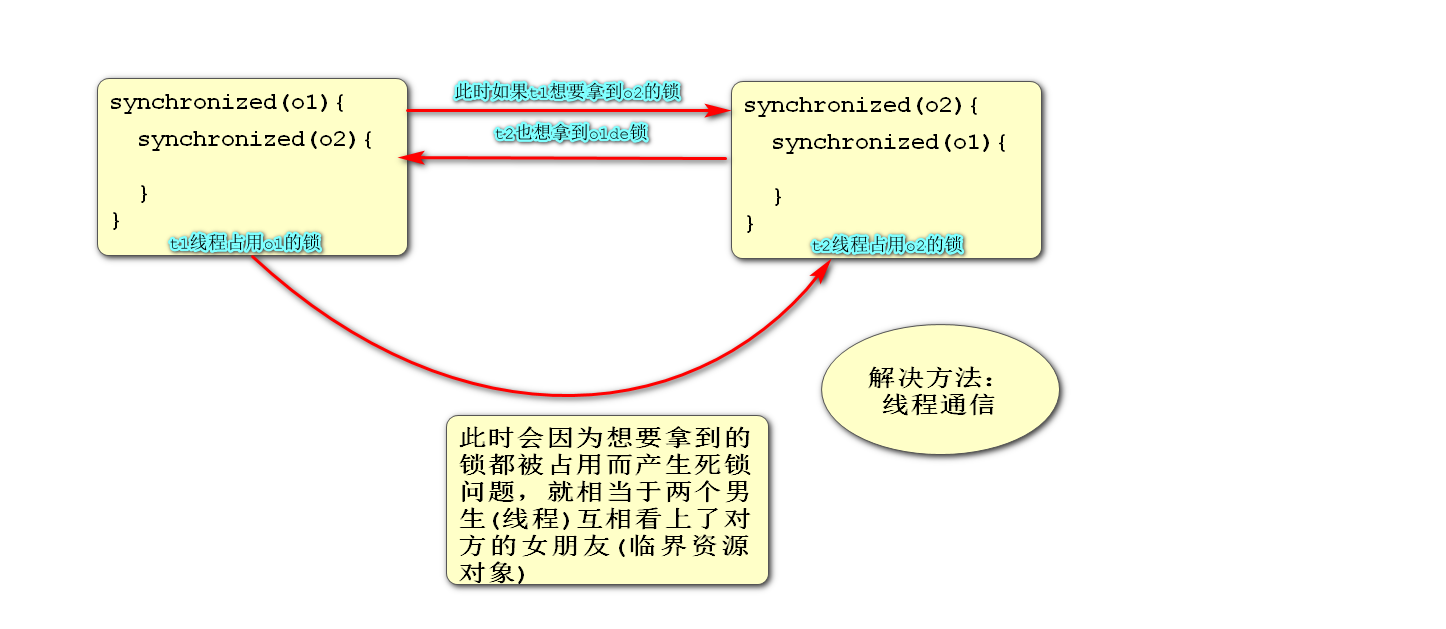 synchronized(o1){
synchronized(o2){
}
}
t1线程占用o1的锁
此时如果t1想要拿到o2的锁
t2也想拿到o1de锁
synchronized(o2){
synchronized(o1){
}
}
t2线程占用o2的锁
解决方法:
线程通信
此时会因为想要拿到的
锁都被占用而产生死锁
问题，就相当于两个男
生(线程)互相看上了对
方的女朋友(临界资源
对象)